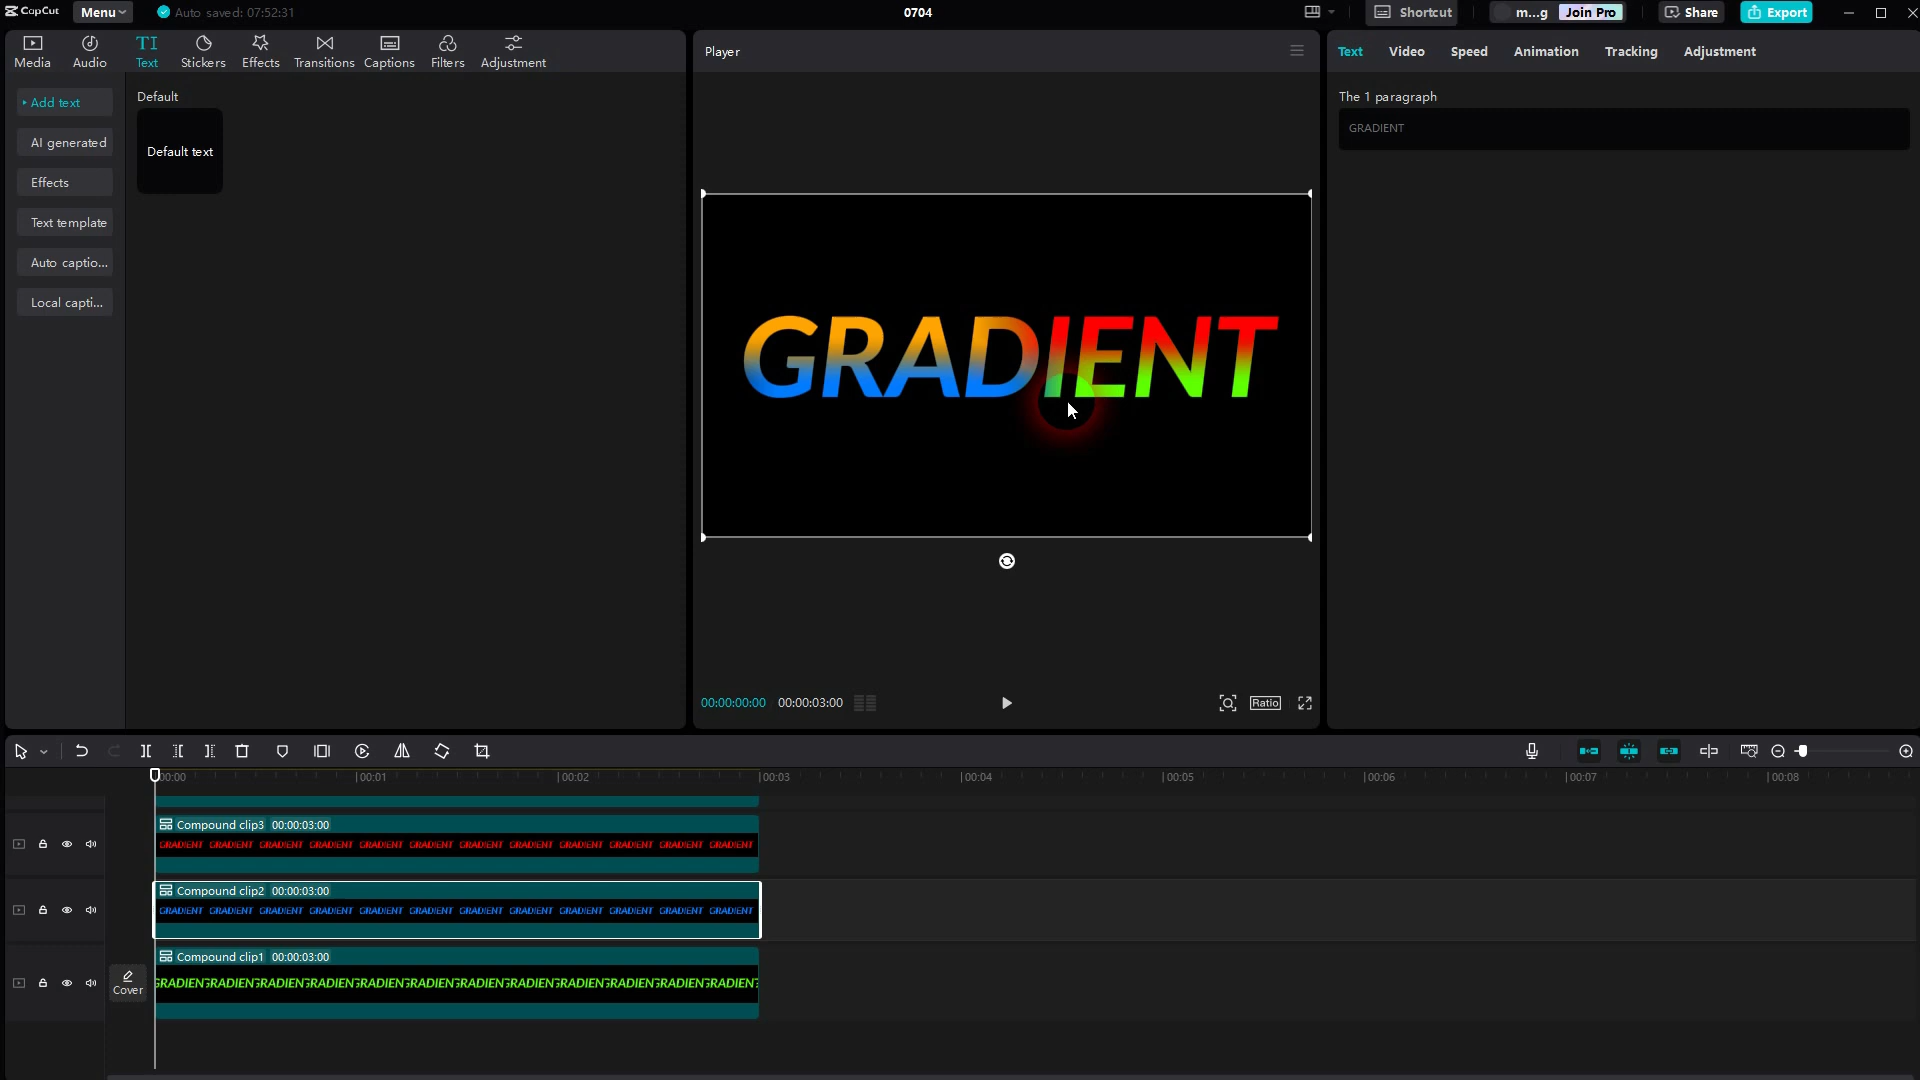 CapCut
Menu
Auto saved: 07:52:31
0704
Shortcut
m...g
Join Pro
Share
Export
Media
Audio
TI
Text
Stickers
Effects
Transitions
Captions
Filters
Adjustment
Add text
AI generated
Effects
Text template
Auto captio...
Local capti...
Default
Default text
Player
GRADIENT
00:00:00:00
00:00:03:00
Ratio
Text
Video
Speed
Animation
Tracking
Adjustment
The 1 paragraph
GRADIENT
00:00
00:01
00:02
00:03
00:04
00:05
00:06
00:07
00:08
Compound clip3 00:00:03:00
GRADIENT GRADIENT GRADIENT GRADIENT GRADIENT GRADIENT GRADIENT GRADIENT GRADIENT GRADIENT GRADIENT GRADIENT
Compound clip2 00:00:03:00
GRADIENT GRADIENT GRADIENT GRADIENT GRADIENT GRADIENT GRADIENT GRADIENT GRADIENT GRADIENT GRADIENT GRADIENT
Cover
Compound clip1 00:00:03:00